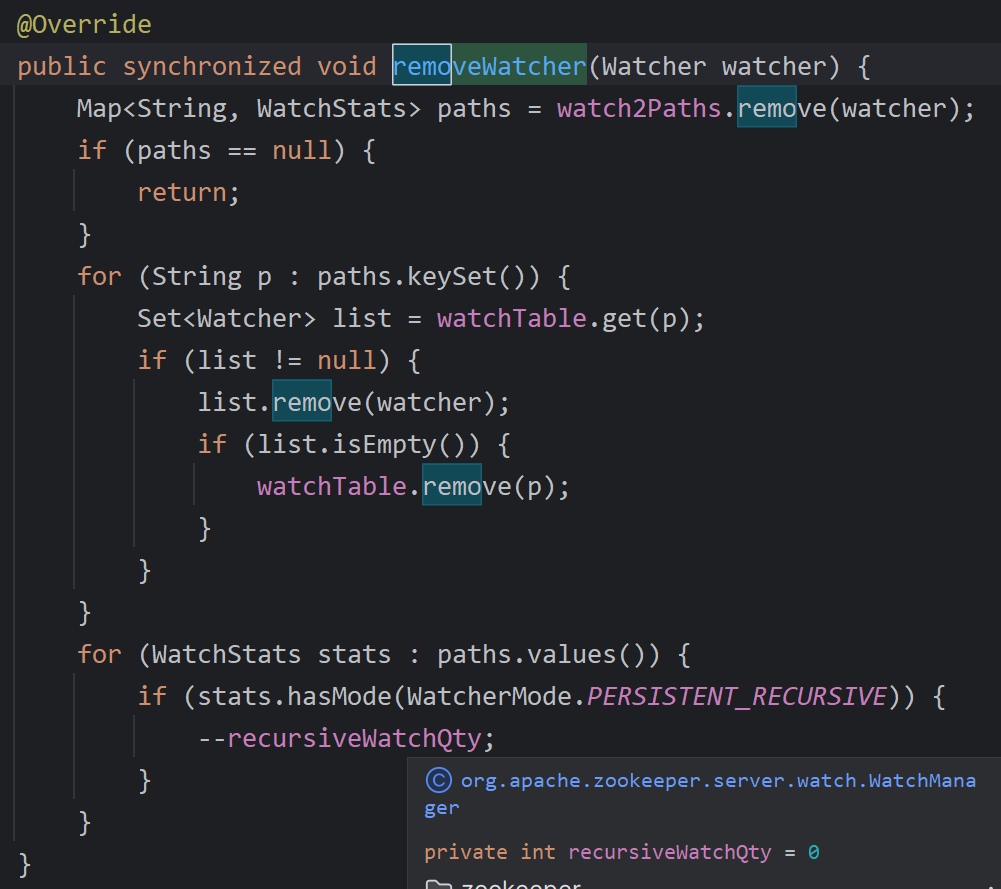 @Override
public synchronized void removeWatcher(Watcher watcher) {
    Map<String, WatchStats> paths = watch2Paths.remove(watcher);
    if (paths == null) {
        return;
    }
    for (String p : paths.keySet()) {
        Set<Watcher> list = watchTable.get(p);
        if (list != null) {
            list.remove(watcher);
            if (list.isEmpty()) {
                watchTable.remove(p);
            }
        }
    }
    for (WatchStats stats : paths.values()) {
        if (stats.hasMode(WatcherMode.PERSISTENT_RECURSIVE)) {
            --recursiveWatchQty;
        }
    }
}
org.apache.zookeeper.server.watch.WatchMana
ger
private int recursiveWatchQty = 0
zookeeper